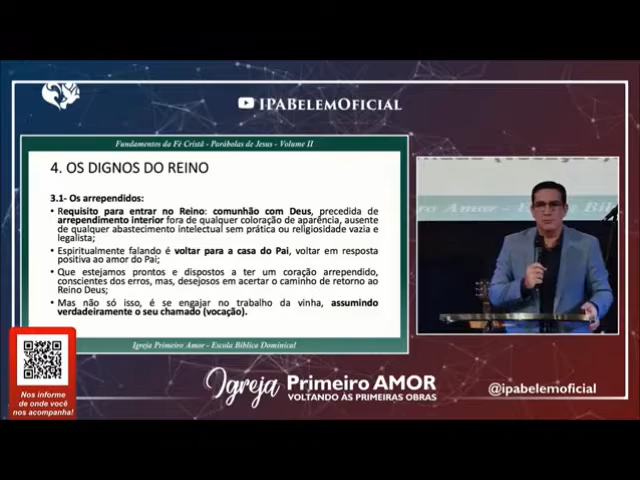 IPABelemOficial
Fundamentos da Fé Cristã - Parábolas de Jesus - Volume II
4. OS DIGNOS DO REINO
3.1- Os arrependidos:
• Requisito para entrar no Reino: comunhão com Deus, precedida de
arrependimento interior fora de qualquer coloração de aparência, ausente
de qualquer abastecimento intelectual sem prática ou religiosidade vazia e
legalista;
• Espiritualmente falando é voltar para a casa do Pai, voltar em resposta
positiva ao amor do Pai;
• Que estejamos prontos e dispostos a ter um coração arrependido,
conscientes dos erros, mas, desejosos em acertar o caminho de retorno ao
Reino Deus;
• Mas não só isso, é se engajar no trabalho da vinha, assumindo
verdadeiramente o seu chamado (vocação).
Igreja Primeiro Amor - Escola Bíblica Dominical
Nos informe
de onde você
nos acompanha!
Igreja Primeiro AMOR
VOLTANDO ÀS PRIMEIRAS OBRAS
@ipabelemoficial